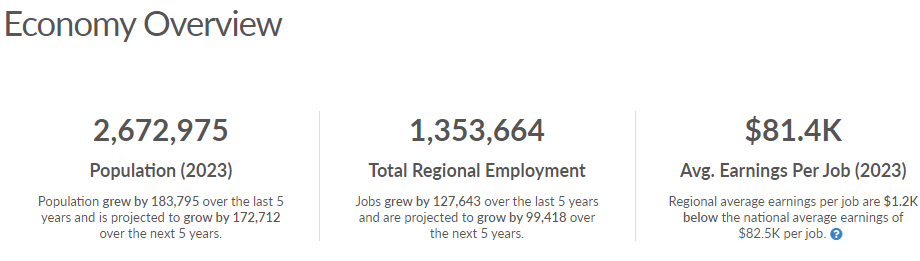 Economy Overview
2,672,975
Population (2023)
Population grew by 183,795 over the last 5
years and is projected to grow by 172,712
over the next 5 years.
1,353,664
Total Regional Employment
Jobs grew by 127,643 over the last 5 years
and are projected to grow by 99,418 over
the next 5 years.
$81.4K
Avg. Earnings Per Job (2023)
Regional average earnings per job are $1.2K
below the national average earnings of
$82.5K per job. ?